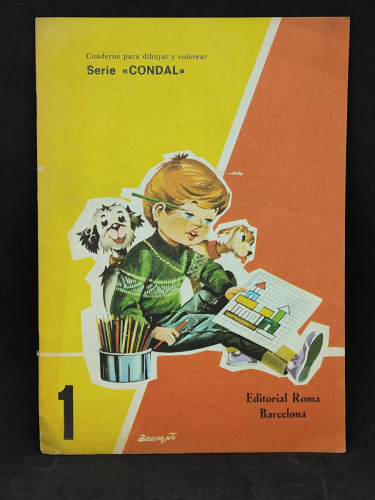 Cuaderno para dibujar y colorear
Serie «CONDAL»
1
Editorial Roma
Barcelona